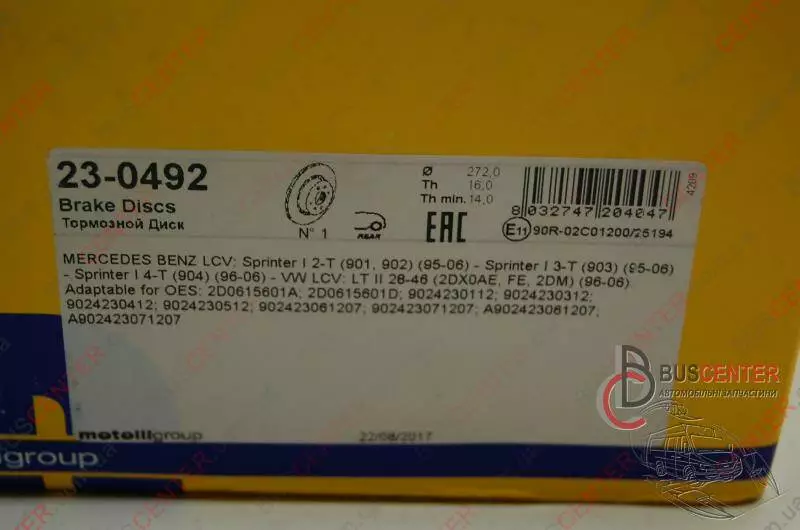 23-0492
Brake Discs
Тормозной Диск
N° 1
REAR
EAC
Ø 272,0
Th 16,0
Th min. 14,0
8 032747 204047
4209
E11 90R-02C01200/25194
MERCEDES BENZ LCV: Sprinter I 2-T (901, 902) (95-06) - Sprinter I 3-T (903) (95-06)
- Sprinter I 4-T (904) (96-06) - VW LCV: LT II 28-46 (2DX0AE, FE, 2DM) (96-06)
Adaptable for OES: 2D0615601A; 2D0615601D; 9024230112; 9024230312;
9024230412; 9024230512; 902423061207; 902423071207; A902423061207;
A902423071207
metelligroup
22/08/2017
lligroup
BUSCENTER
АВТОМОБІЛЬНІ ЗАПЧАСТИНИ